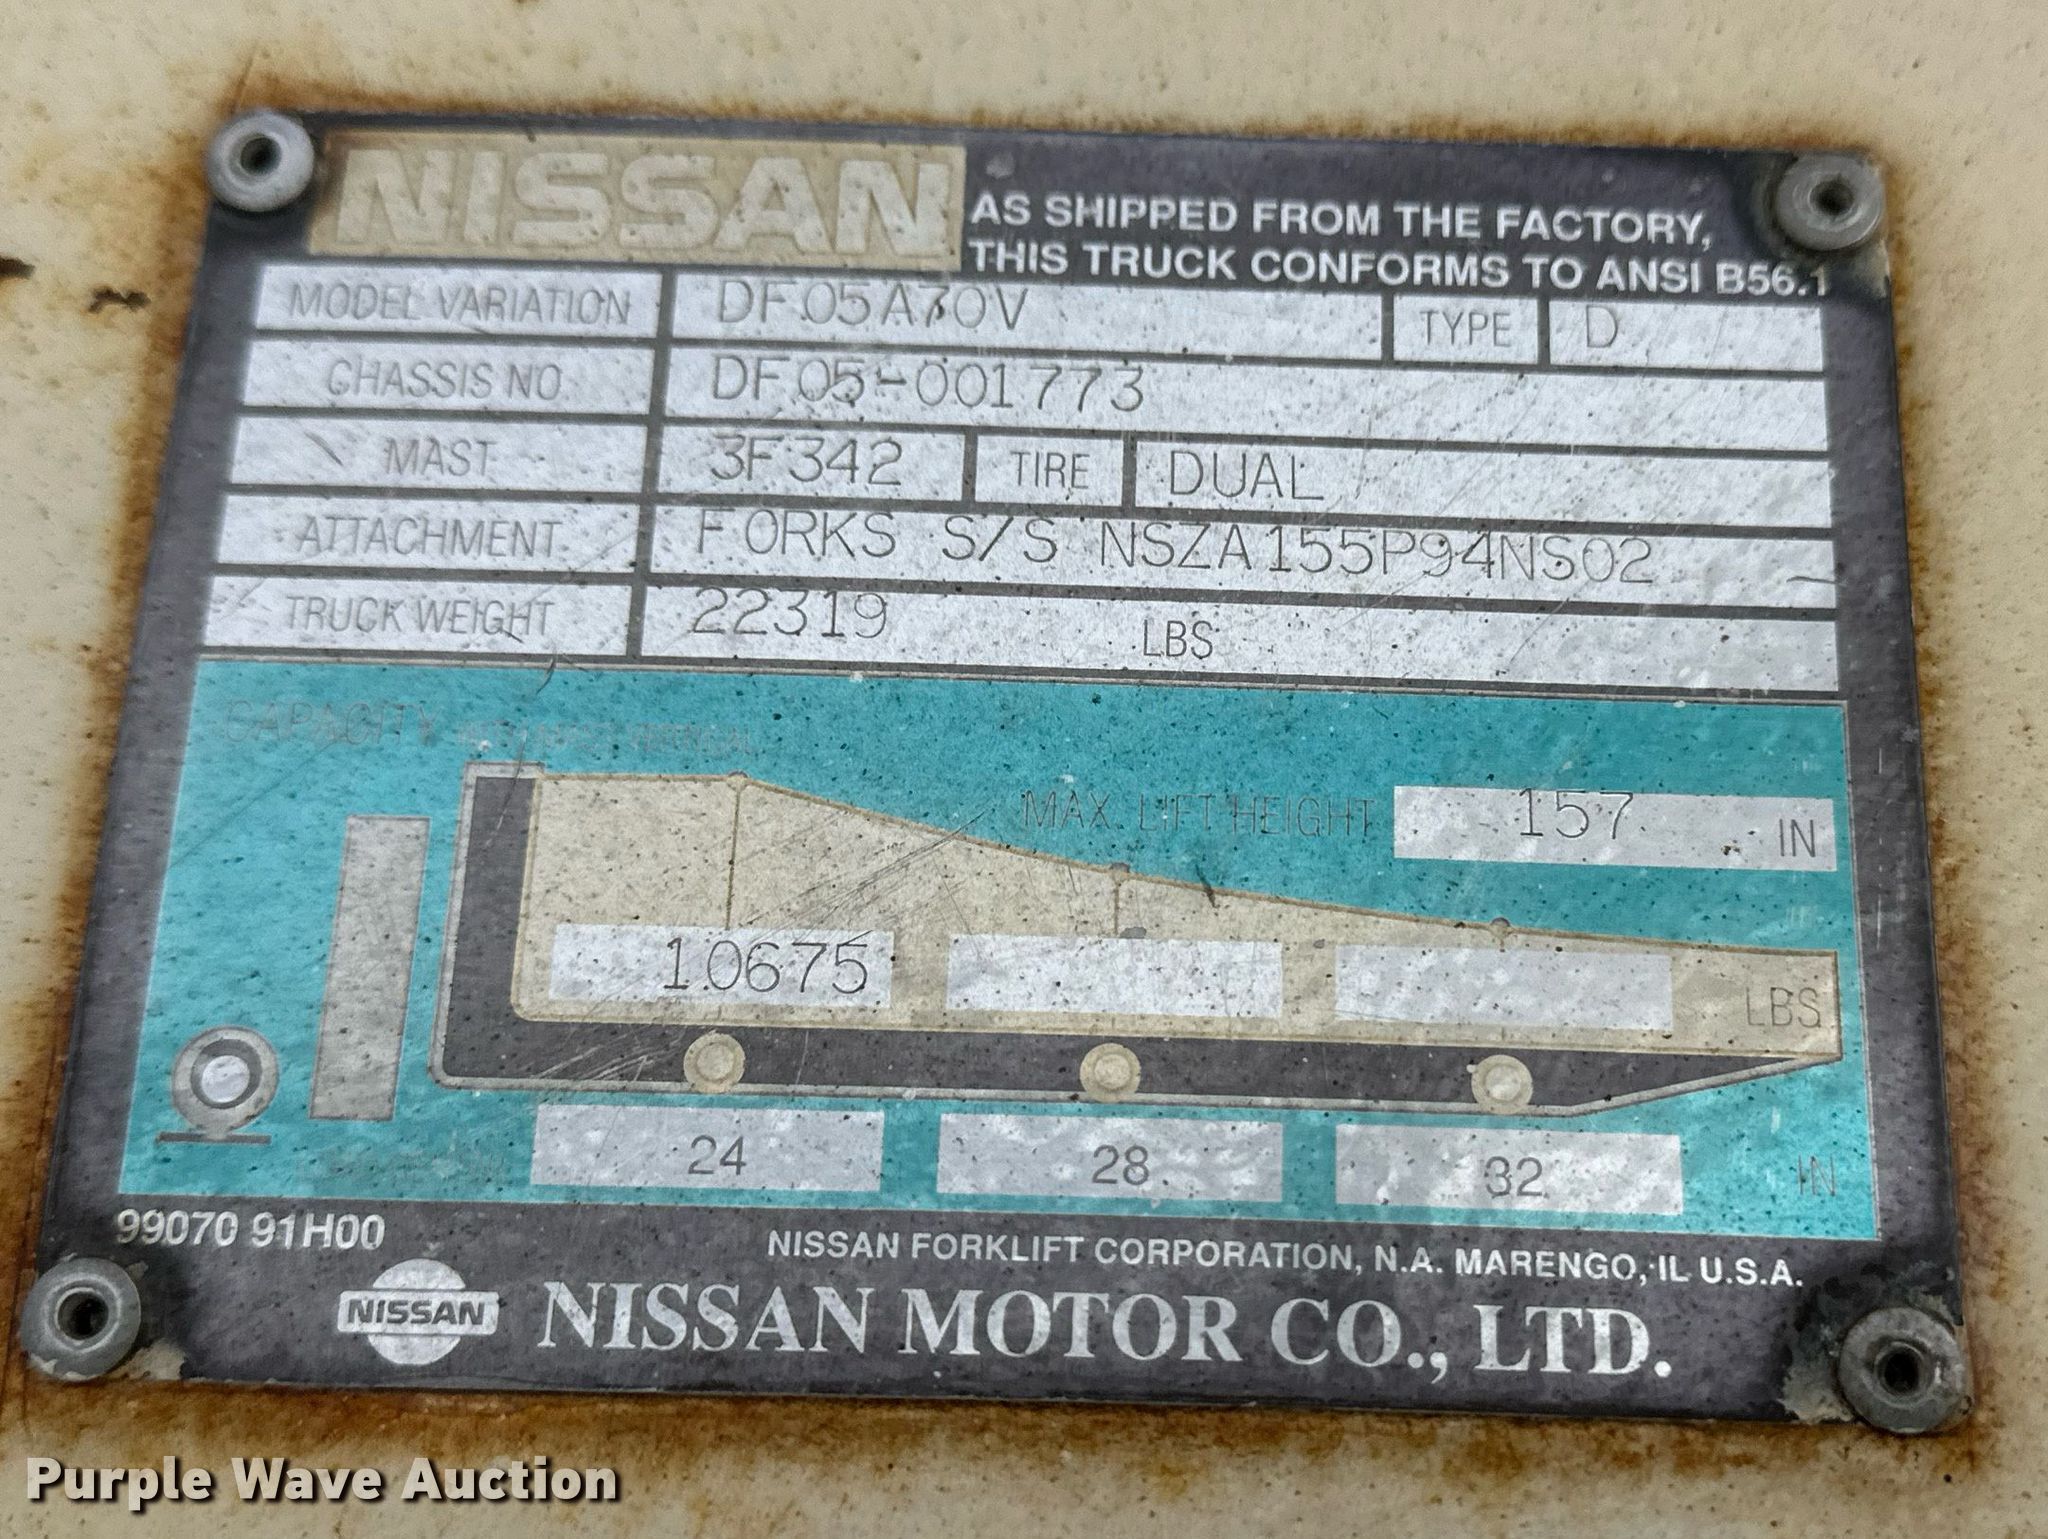 NISSAN
AS SHIPPED FROM THE FACTORY,
THIS TRUCK CONFORMS TO ANSI B56.1
MODEL VARIATION DF05A70V TYPE D
CHASSIS NO. DF05-001773
MAST 3F342 TIRE DUAL
ATTACHMENT FORKS S/S NSZA155P94NS02
TRUCK WEIGHT 22319 LBS
CAPACITY WITH MAST VERTICAL
MAX. LIFT HEIGHT 157 IN
10675 LBS
24 28 32 IN
99070 91H00
NISSAN FORKLIFT CORPORATION, N.A. MARENGO, IL U.S.A.
NISSAN NISSAN MOTOR CO., LTD.
Purple Wave Auction